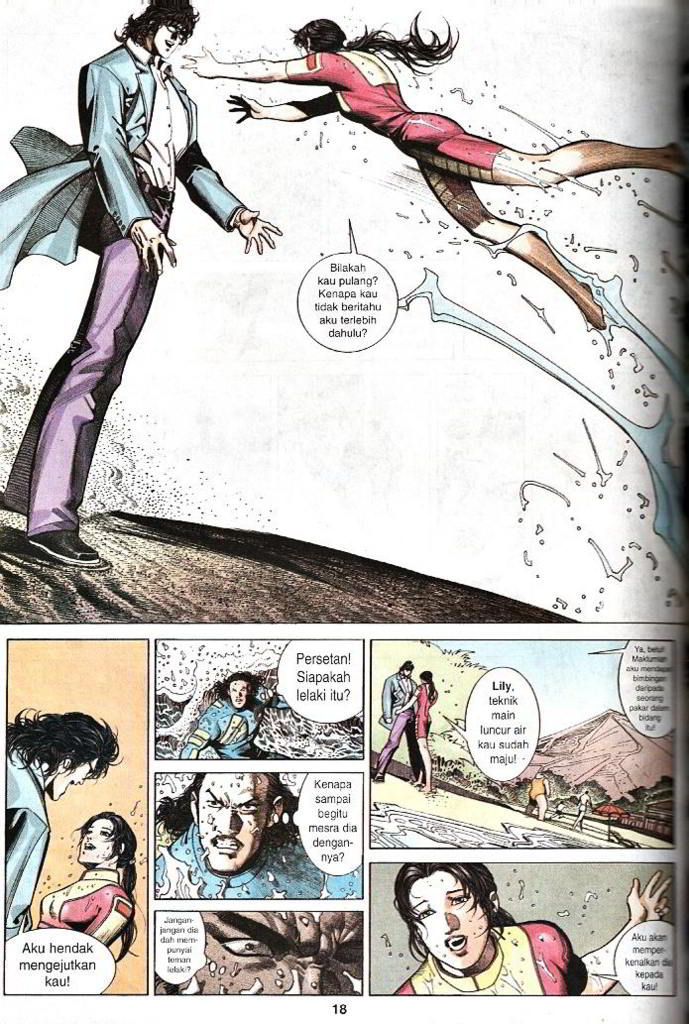 Bilakah
kau pulang?
Kenapa kau
tidak beritahu
aku terlebih
dahulu?
Aku hendak
mengejutkan
kau!
Persetan!
Siapakah
lelaki itu?
Kenapa
sampai
begitu
mesra dia
dengan-
nya?
Jangan-
jangan dia
dah mem-
punyai
teman
lelaki?
Lily,
teknik
main
luncur air
kau sudah
maju!
Ya, betul!
Maklumlah
aku mendapat
bimbingan
daripada
seorang
pakar dalam
bidang
itu!
Aku akan
memper-
kenalkan dia
kepada
kau!
18